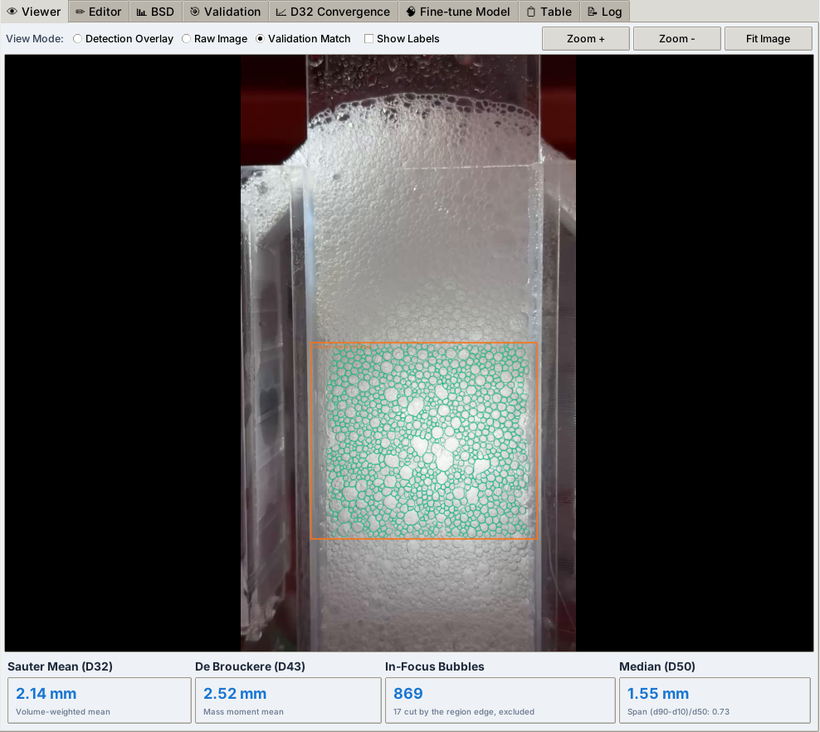 Viewer Editor BSD Validation D32 Convergence Fine-tune Model Table Log
View Mode: Detection Overlay Raw Image Validation Match Show Labels Zoom + Zoom - Fit Image
Sauter Mean (D32) De Brouckere (D43) In-Focus Bubbles Median (D50)
2.14 mm 2.52 mm 869 1.55 mm
Volume-weighted mean Mass moment mean 17 cut by the region edge, excluded Span (d90-d10)/d50: 0.73